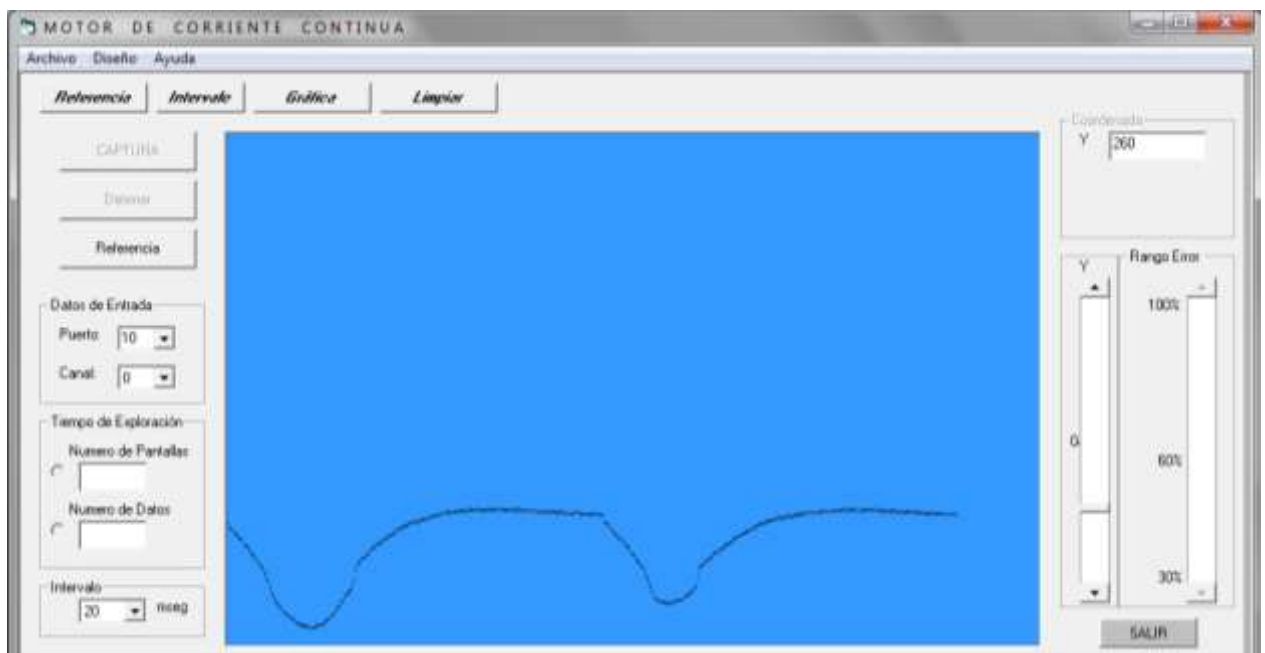 MOTOR DE CORRIENTE CONTINUA
Archivo Diseño Ayuda
Referencia Intervalo Gráfica Limpiar
CAPTURA
Detener
Referencia
Datos de Entrada
Puerto 10
Canal 0
Tiempo de Exploración
Numero de Pantallas
Numero de Datos
Intervalo
20 mseg
Coordenada
Y 260
Y
0
Rango Error
100%
60%
30%
SALIR